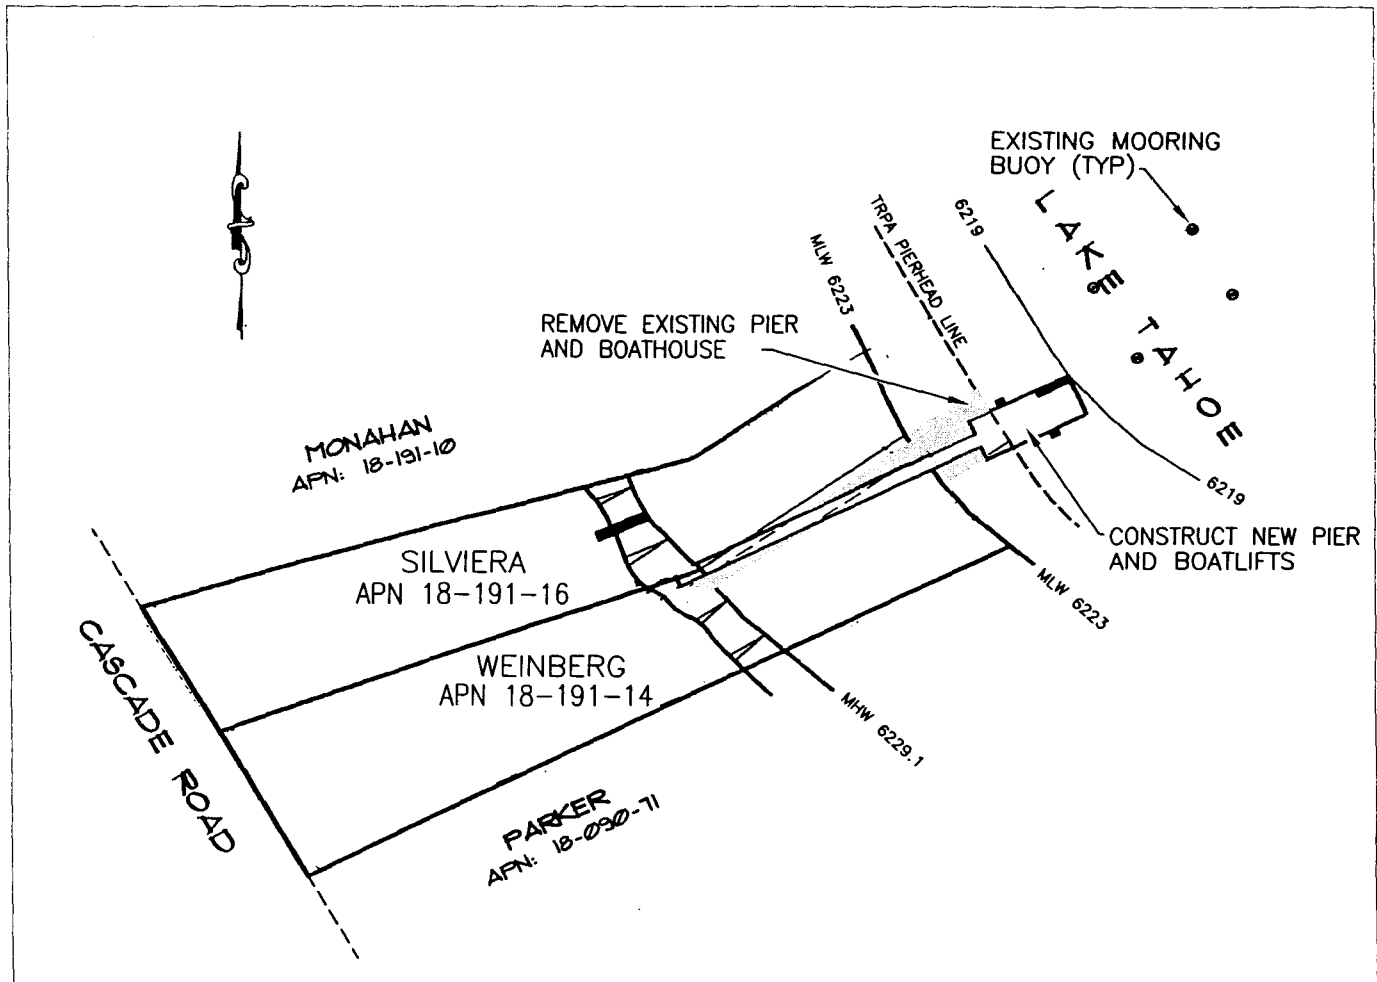 EXISTING MOORING
BUOY (TYP)
LAKE TAHOE
TRPA PIERHEAD LINE
6219
MLW 6223
REMOVE EXISTING PIER
AND BOATHOUSE
MONAHAN
APN: 18-191-10
6219
CONSTRUCT NEW PIER
AND BOATLIFTS
SILVIERA
APN 18-191-16
MLW 6223
WEINBERG
APN 18-191-14
MHW 6229.1
CASCADE ROAD
PARKER
APN: 18-090-71